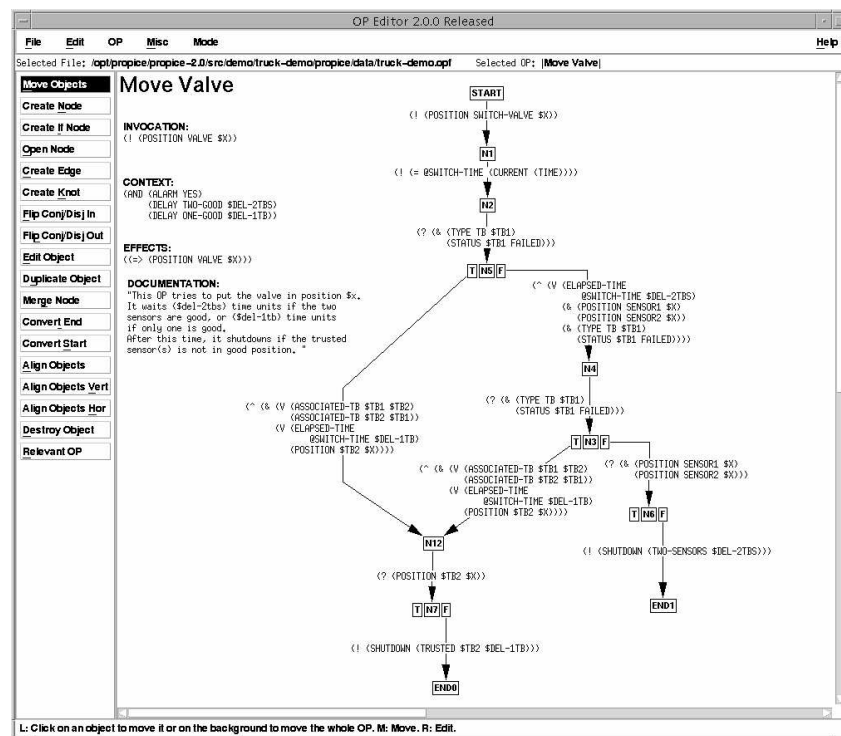 OP Editor 2.0.0 Released
File Edit OP Misc Mode Help
Selected File: /opt/propice/propice-2.0/src/demo/truck-demo/propice/data/truck-demo.opf Selected OP: |Move Valve|
Move Objects
Create Node
Create If Node
Open Node
Create Edge
Create Knot
Flip Conj/Disj In
Flip Conj/Disj Out
Edit Object
Duplicate Object
Merge Node
Convert End
Convert Start
Align Objects
Align Objects Vert
Align Objects Hor
Destroy Object
Relevant OP
Move Valve
INVOCATION:
(! (POSITION VALVE $X))
CONTEXT:
(AND (ALARM YES)
(DELAY TWO-GOOD $DEL-2TBS)
(DELAY ONE-GOOD $DEL-1TB))
EFFECTS:
((=> (POSITION VALVE $X)))
DOCUMENTATION:
"This OP tries to put the valve in position $x.
It waits ($del-2tbs) time units if the two
sensors are good, or ($del-1tb) time units
if only one is good.
After this time, it shutdowns if the trusted
sensor(s) is not in good position. "
START
(! (POSITION SWITCH-VALVE $X))
N1
(! (= @SWITCH-TIME (CURRENT (TIME))))
N2
(? (& (TYPE TB $TB1)
(STATUS $TB1 FAILED)))
T N5 F
(^ (V (ELAPSED-TIME
@SWITCH-TIME $DEL-2TBS)
(& (POSITION SENSOR1 $X)
(POSITION SENSOR2 $X))
(& (TYPE TB $TB1)
(STATUS $TB1 FAILED))))
N4
(? (& (TYPE TB $TB1)
(STATUS $TB1 FAILED)))
T N3 F
(^ (& (V (ASSOCIATED-TB $TB1 $TB2)
(ASSOCIATED-TB $TB2 $TB1))
(V (ELAPSED-TIME
@SWITCH-TIME $DEL-1TB)
(POSITION $TB2 $X))))
(^ (& (V (ASSOCIATED-TB $TB1 $TB2)
(ASSOCIATED-TB $TB2 $TB1))
(V (ELAPSED-TIME
@SWITCH-TIME $DEL-1TB)
(POSITION $TB2 $X))))
(? (& (POSITION SENSOR1 $X)
(POSITION SENSOR2 $X)))
T N6 F
N12
(! (SHUTDOWN (TWO-SENSORS $DEL-2TBS)))
(? (POSITION $TB2 $X))
T N7 F
END1
(! (SHUTDOWN (TRUSTED $TB2 $DEL-1TB)))
END0
L: Click on an object to move it or on the background to move the whole OP. M: Move. R: Edit.